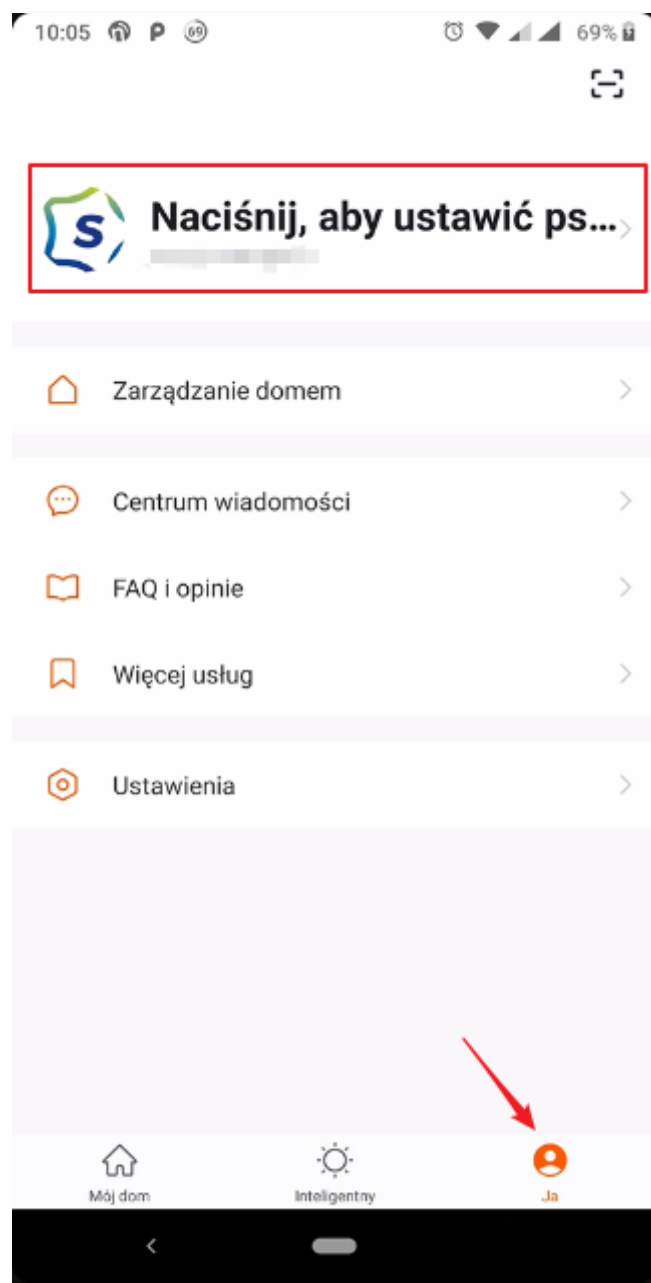 10:05 P 69 69%
S
Naciśnij, aby ustawić ps...
Zarządzanie domem
Centrum wiadomości
FAQ i opinie
Więcej usług
Ustawienia
Mój dom Inteligentny Ja